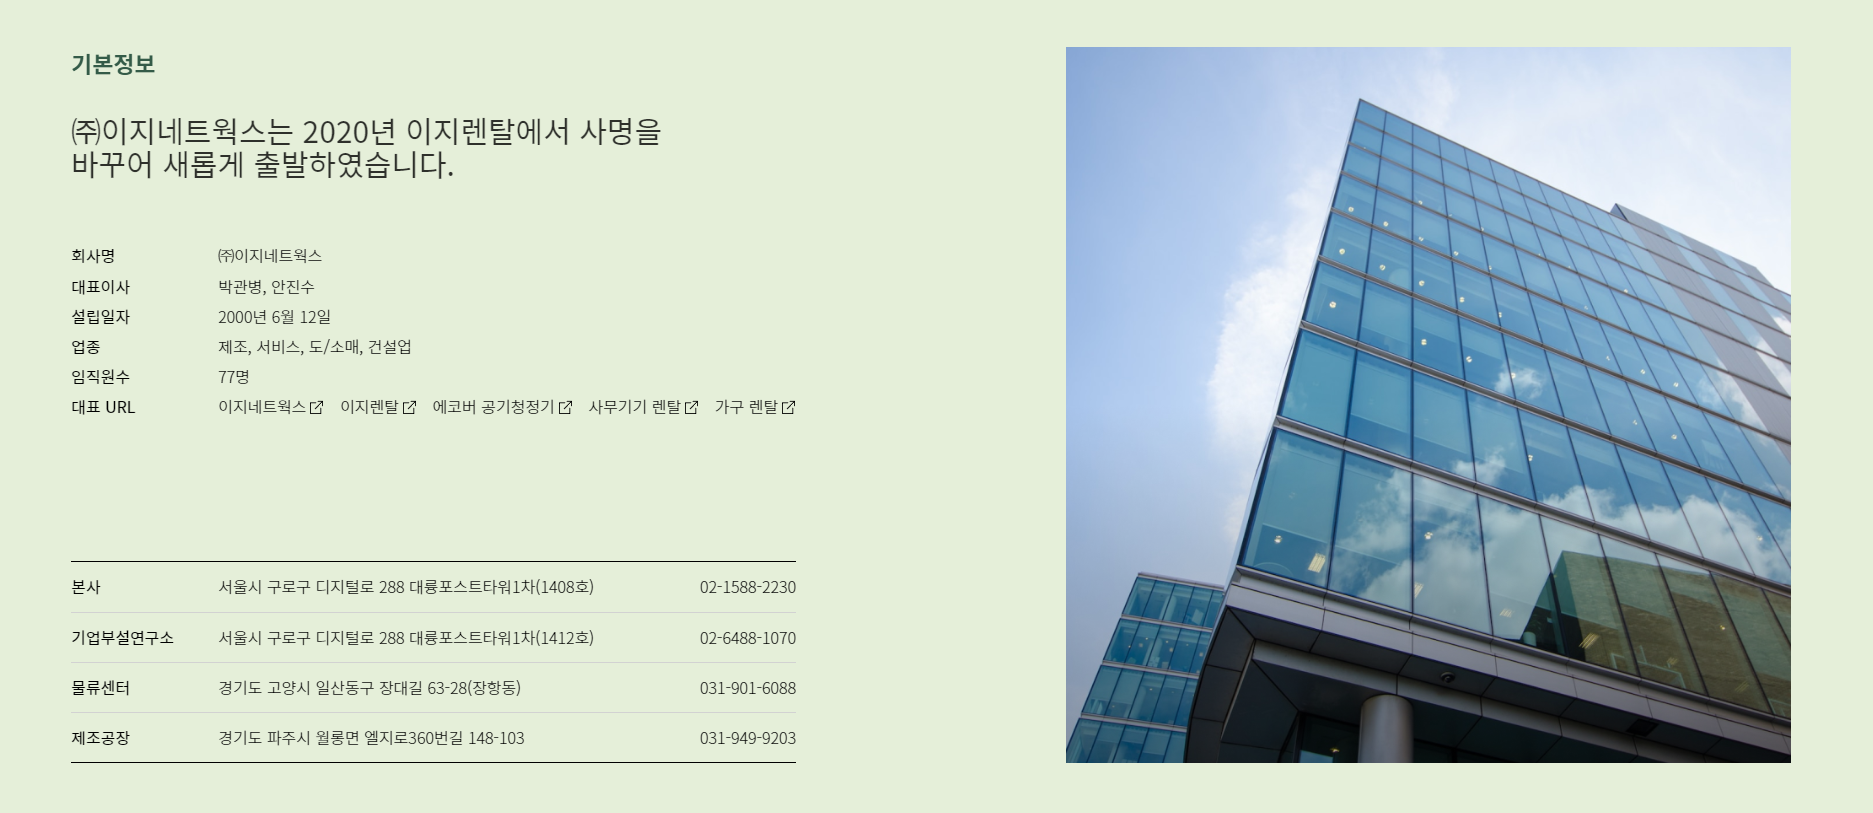 기본정보
㈜이지네트웍스는 2020년 이지렌탈에서 사명을
바꾸어 새롭게 출발하였습니다.
회사명 ㈜이지네트웍스
대표이사 박관병, 안진수
설립일자 2000년 6월 12일
업종 제조, 서비스, 도/소매, 건설업
임직원수 77명
대표 URL 이지네트웍스 이지렌탈 에코버 공기청정기 사무기기 렌탈 가구 렌탈
본사 서울시 구로구 디지털로 288 대륭포스트타워1차(1408호) 02-1588-2230
기업부설연구소 서울시 구로구 디지털로 288 대륭포스트타워1차(1412호) 02-6488-1070
물류센터 경기도 고양시 일산동구 장대길 63-28(장항동) 031-901-6088
제조공장 경기도 파주시 월롱면 엘지로360번길 148-103 031-949-9203